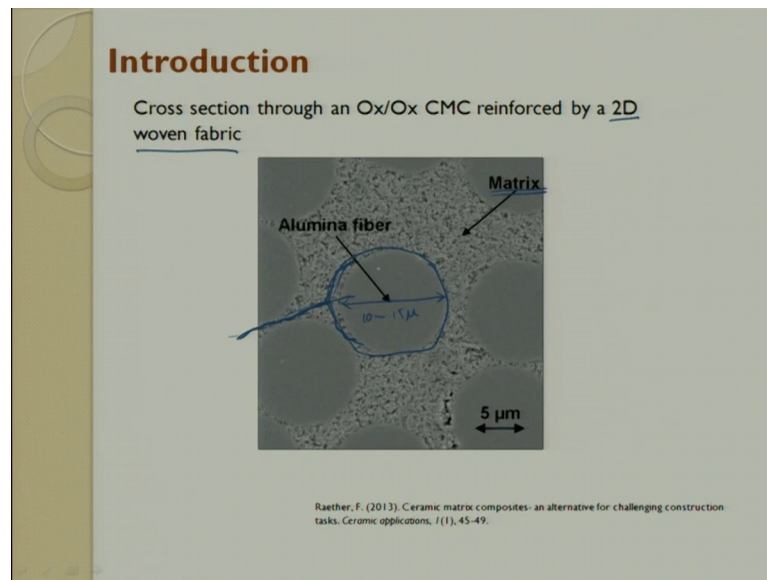 Introduction
Cross section through an Ox/Ox CMC reinforced by a 2D
woven fabric
Matrix
Alumina fiber
10~15μ
5 μm
Raether, F. (2013). Ceramic matrix composites- an alternative for challenging construction
tasks. Ceramic applications, 1(1), 45-49.